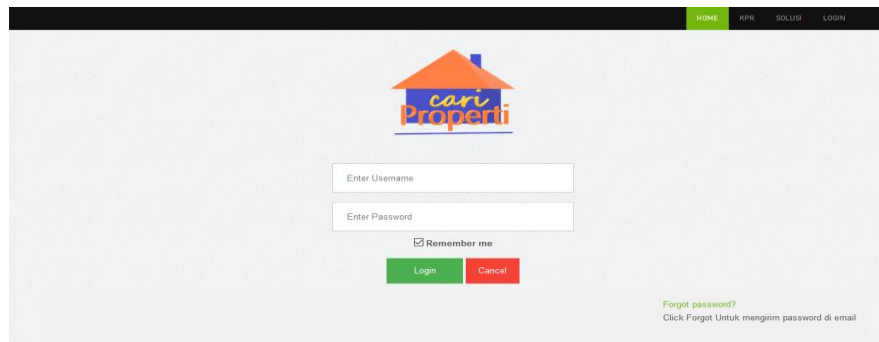 HOME KPR SOLUSI LOGIN
cari
Properti
Enter Username
Enter Password
Remember me
Login Cancel
Forgot password?
Click Forgot Untuk mengirim password di email